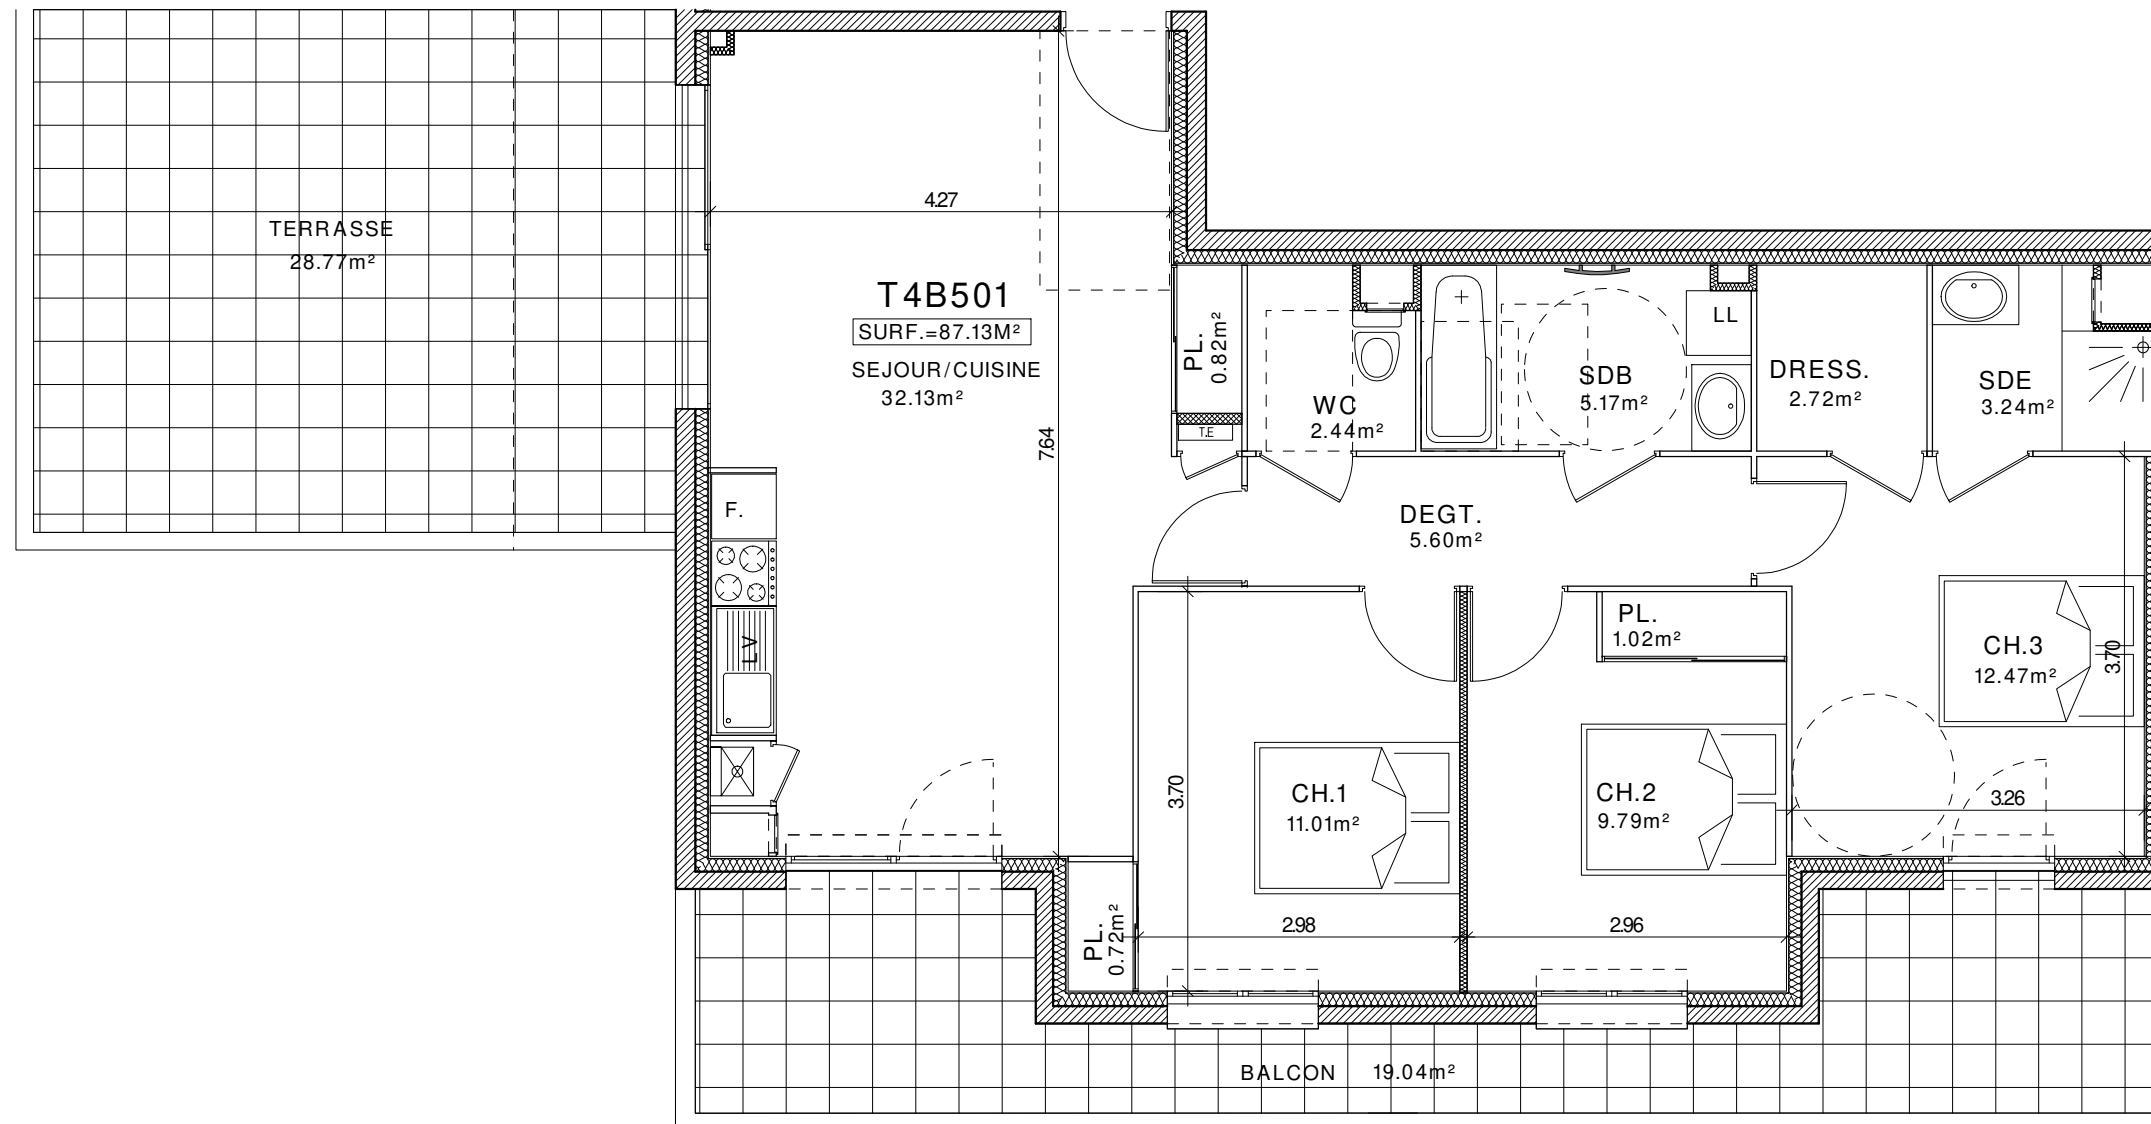 TERRASSE
28.77m²
4.27
T4B501
SURF.=87.13M²
SEJOUR/CUISINE
32.13m²
7.64
PL.
0.82m²
T.E
WC
2.44m²
SDB
5.17m²
LL
DRESS.
2.72m²
SDE
3.24m²
F.
LV
DEGT.
5.60m²
PL.
1.02m²
CH.3
12.47m²
3.70
3.26
CH.1
11.01m²
3.70
2.98
CH.2
9.79m²
2.96
PL.
0.72m²
BALCON 19.04m²